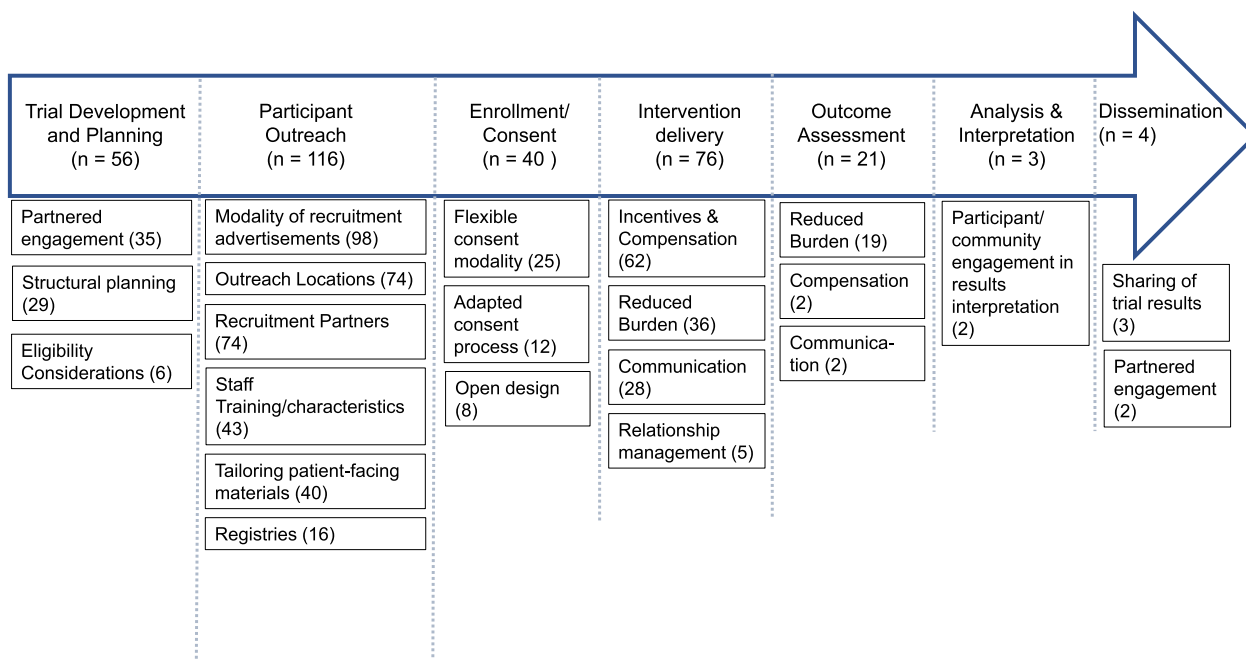 Trial Development
and Planning
(n = 56)
Participant
Outreach
(n = 116)
Enrollment/
Consent
(n = 40 )
Intervention
delivery
(n = 76)
Outcome
Assessment
(n = 21)
Analysis &
Interpretation
(n = 3)
Dissemination
(n = 4)
Partnered
engagement (35)
Structural planning
(29)
Eligibility
Considerations (6)
Modality of recruitment
advertisements (98)
Outreach Locations (74)
Recruitment Partners
(74)
Staff
Training/characteristics
(43)
Tailoring patient-facing
materials (40)
Registries (16)
Flexible
consent
modality (25)
Adapted
consent
process (12)
Open design
(8)
Incentives &
Compensation
(62)
Reduced
Burden (36)
Communication
(28)
Relationship
management (5)
Reduced
Burden (19)
Compensation
(2)
Communica-
tion (2)
Participant/
community
engagement in
results
interpretation
(2)
Sharing of
trial results
(3)
Partnered
engagement
(2)